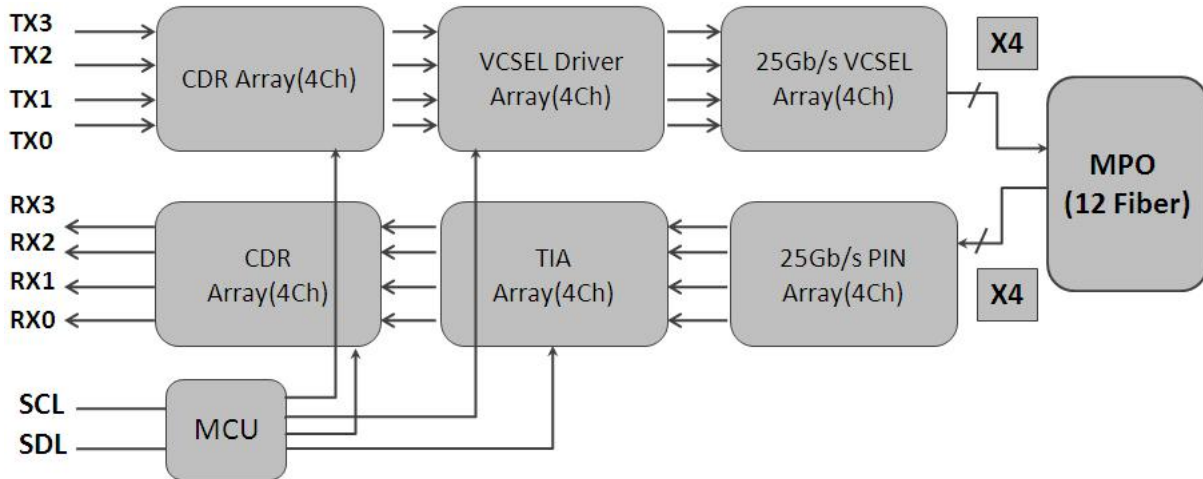 TX3
TX2
TX1
TX0
CDR Array(4Ch)
VCSEL Driver
Array(4Ch)
25Gb/s VCSEL
Array(4Ch)
X4
MPO
(12 Fiber)
RX3
RX2
RX1
RX0
CDR
Array(4Ch)
TIA
Array(4Ch)
25Gb/s PIN
Array(4Ch)
X4
SCL
SDL
MCU